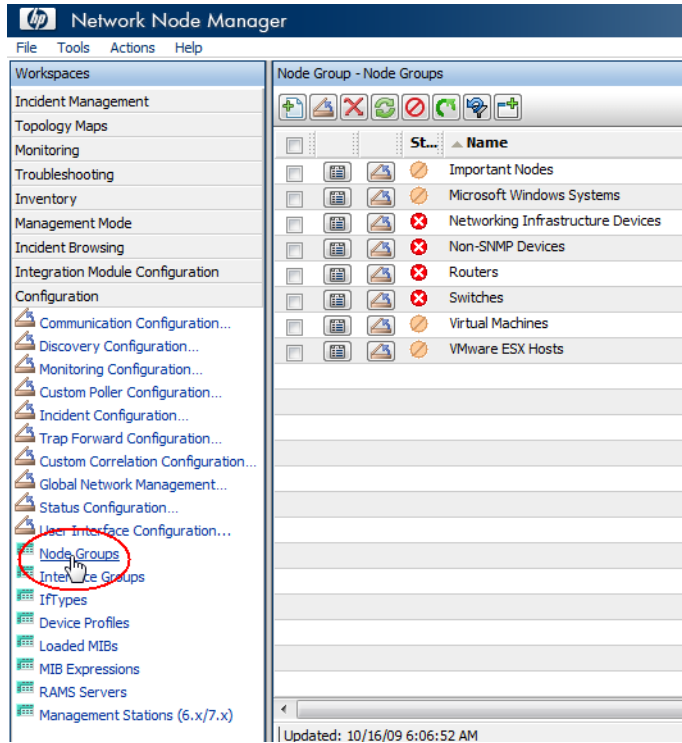 hp Network Node Manager
File Tools Actions Help
Workspaces
Incident Management
Topology Maps
Monitoring
Troubleshooting
Inventory
Management Mode
Incident Browsing
Integration Module Configuration
Configuration
Communication Configuration...
Discovery Configuration...
Monitoring Configuration...
Custom Poller Configuration...
Incident Configuration...
Trap Forward Configuration...
Custom Correlation Configuration...
Global Network Management...
Status Configuration...
User Interface Configuration...
Node Groups
Interface Groups
IfTypes
Device Profiles
Loaded MIBs
MIB Expressions
RAMS Servers
Management Stations (6.x/7.x)
Node Group - Node Groups
St... Name
Important Nodes
Microsoft Windows Systems
Networking Infrastructure Devices
Non-SNMP Devices
Routers
Switches
Virtual Machines
VMware ESX Hosts
Updated: 10/16/09 6:06:52 AM